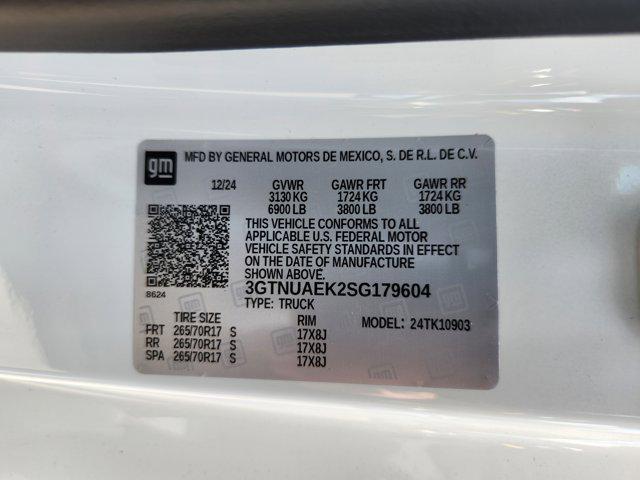 gm MFD BY GENERAL MOTORS DE MEXICO, S. DE R.L. DE C.V.
12/24 GVWR GAWR FRT GAWR RR
3130 KG 1724 KG 1724 KG
6900 LB 3800 LB 3800 LB
THIS VEHICLE CONFORMS TO ALL
APPLICABLE U.S. FEDERAL MOTOR
VEHICLE SAFETY STANDARDS IN EFFECT
ON THE DATE OF MANUFACTURE
SHOWN ABOVE.
8624 3GTNUAEK2SG179604
TYPE: TRUCK
TIRE SIZE RIM MODEL: 24TK10903
FRT 265/70R17 S 17X8J
RR 265/70R17 S 17X8J
SPA 265/70R17 S 17X8J